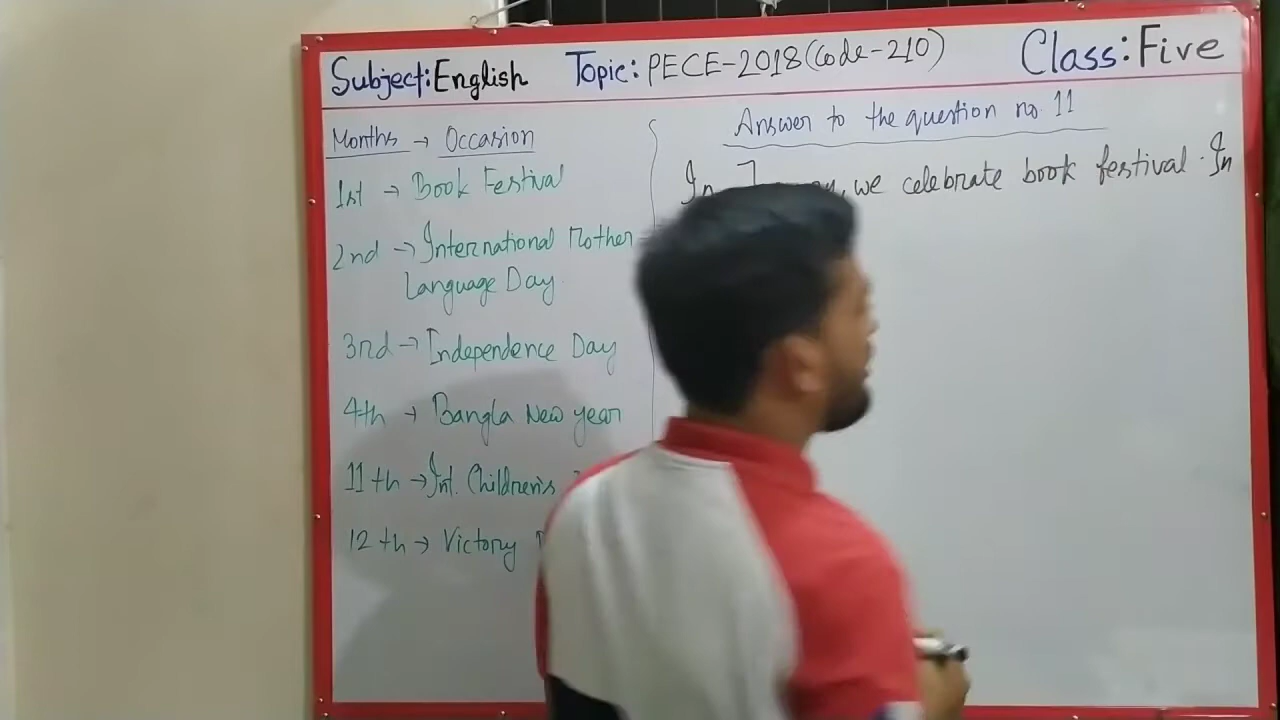 Subject: English Topic: PECE-2018 (Code-210) Class: Five
Months → Occasion
1st → Book Festival
2nd → International Mother
Language Day
3rd → Independence Day
4th → Bangla New year
11th → Int. Children's
12th → Victory
Answer to the question no. 11
In we celebrate book festival. In